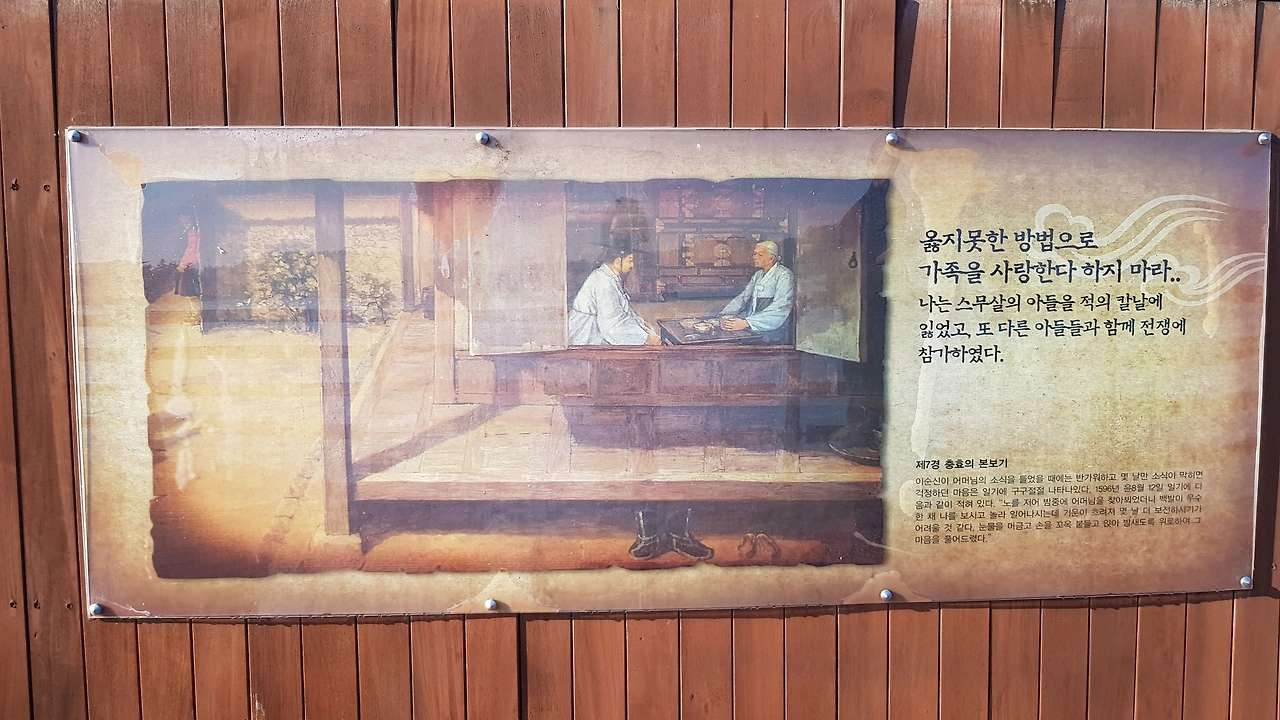 옳지못한 방법으로
가족을 사랑한다 하지 마라..
나는 스무살의 아들을 적의 칼날에
잃었고, 또 다른 아들들과 함께 전쟁에
참가하였다.
제7경 충효의 본보기
이순신이 어머님의 소식을 들었을 때에는 반가워하고 몇 날만 소식이 막히면
걱정하던 마음은 일기에 구구절절 나타나있다. 1596년 윤8월 12일 일기에 다
음과 같이 적혀 있다. "노를 저어 밤중에 어머님을 찾아뵈었더니 백발이 무수
한 채 나를 보시고 놀라 일어나시는데 기운이 흐려져 몇 날 더 보전하시기가
어려울 것 같다. 눈물을 머금고 손을 꼬옥 붙들고 앉아 밤새도록 위로하여 그
마음을 풀어드렸다."